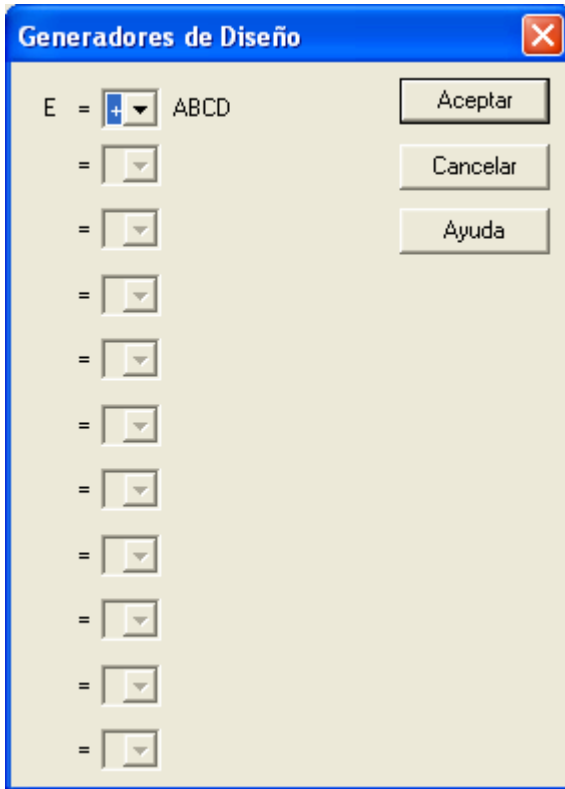 Generadores de Diseño
E = + ABCD Aceptar
= Cancelar
= Ayuda
=
=
=
=
=
=
=
=